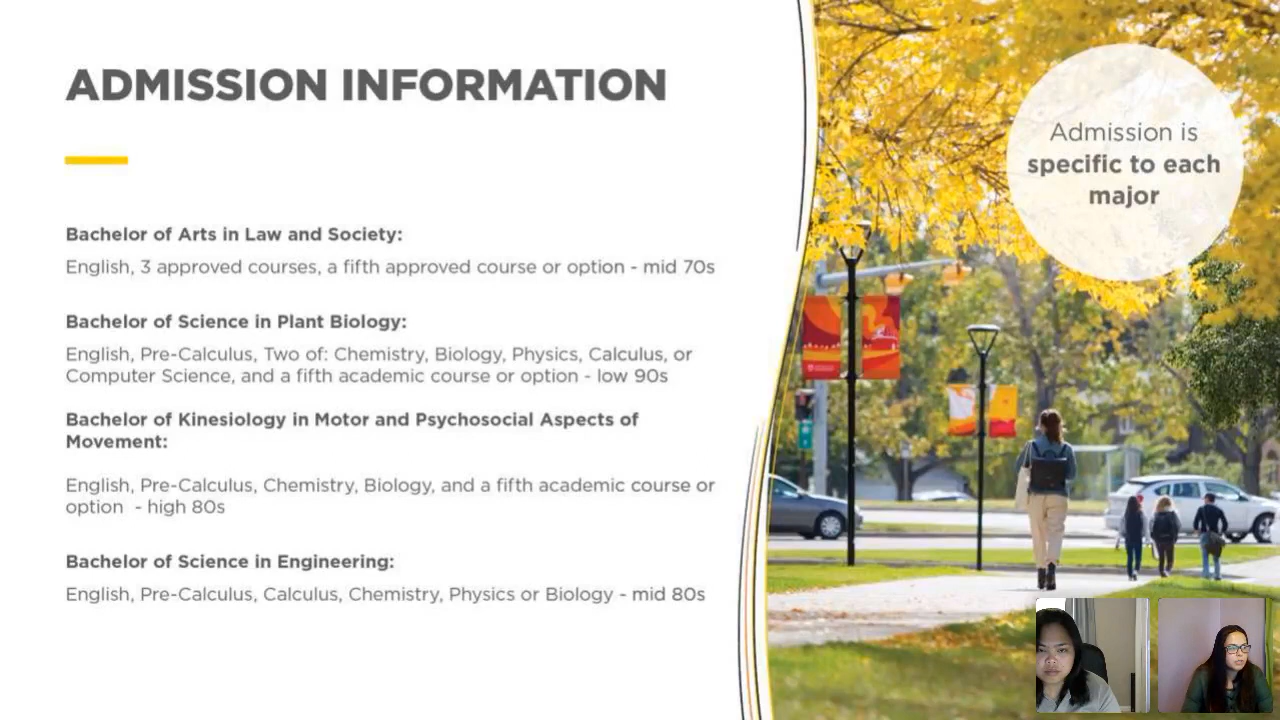 ADMISSION INFORMATION
Admission is
specific to each
major
Bachelor of Arts in Law and Society:
English, 3 approved courses, a fifth approved course or option - mid 70s
Bachelor of Science in Plant Biology:
English, Pre-Calculus, Two of: Chemistry, Biology, Physics, Calculus, or
Computer Science, and a fifth academic course or option - low 90s
Bachelor of Kinesiology in Motor and Psychosocial Aspects of
Movement:
English, Pre-Calculus, Chemistry, Biology, and a fifth academic course or
option  - high 80s
Bachelor of Science in Engineering:
English, Pre-Calculus, Calculus, Chemistry, Physics or Biology - mid 80s